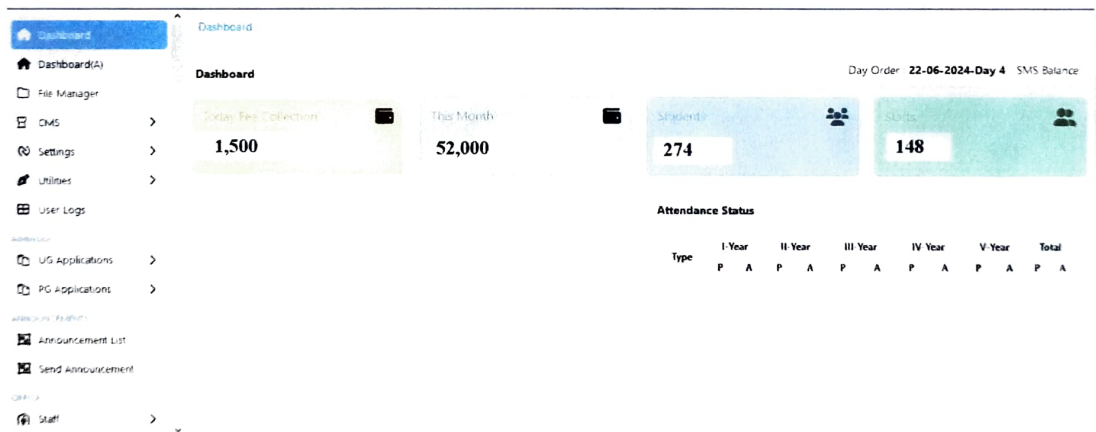 Dashboard
Dashboard(A)
File Manager
CMS
Settings
Utilities
User Logs
UG Applications
PG Applications
ANNOUNCEMENTS
Announcement List
Send Announcement
OFFICE
Staff
Dashboard
Dashboard
Day Order 22-06-2024-Day 4 SMS Balance
Today Fee Collection
1,500
This Month
52,000
Students
274
Staffs
148
Attendance Status
Type I-Year II-Year III-Year IV-Year V-Year Total
P A P A P A P A P A P A